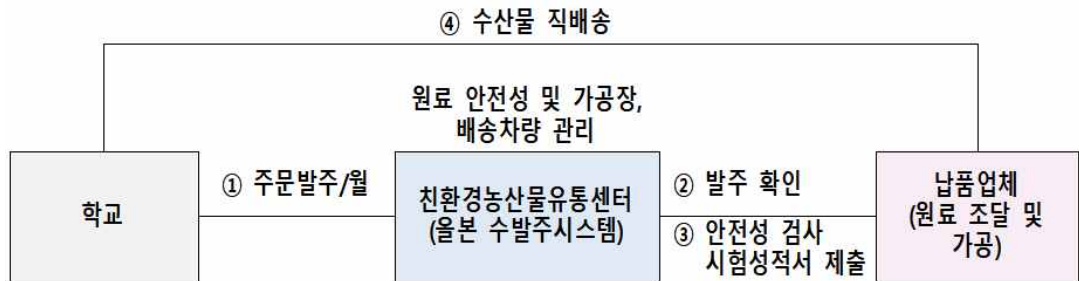 ④ 수산물 직배송
원료 안전성 및 가공장,
배송차량 관리
학교
① 주문발주/월
친환경농산물유통센터
(올본 수발주시스템)
② 발주 확인
③ 안전성 검사
시험성적서 제출
납품업체
(원료 조달 및
가공)